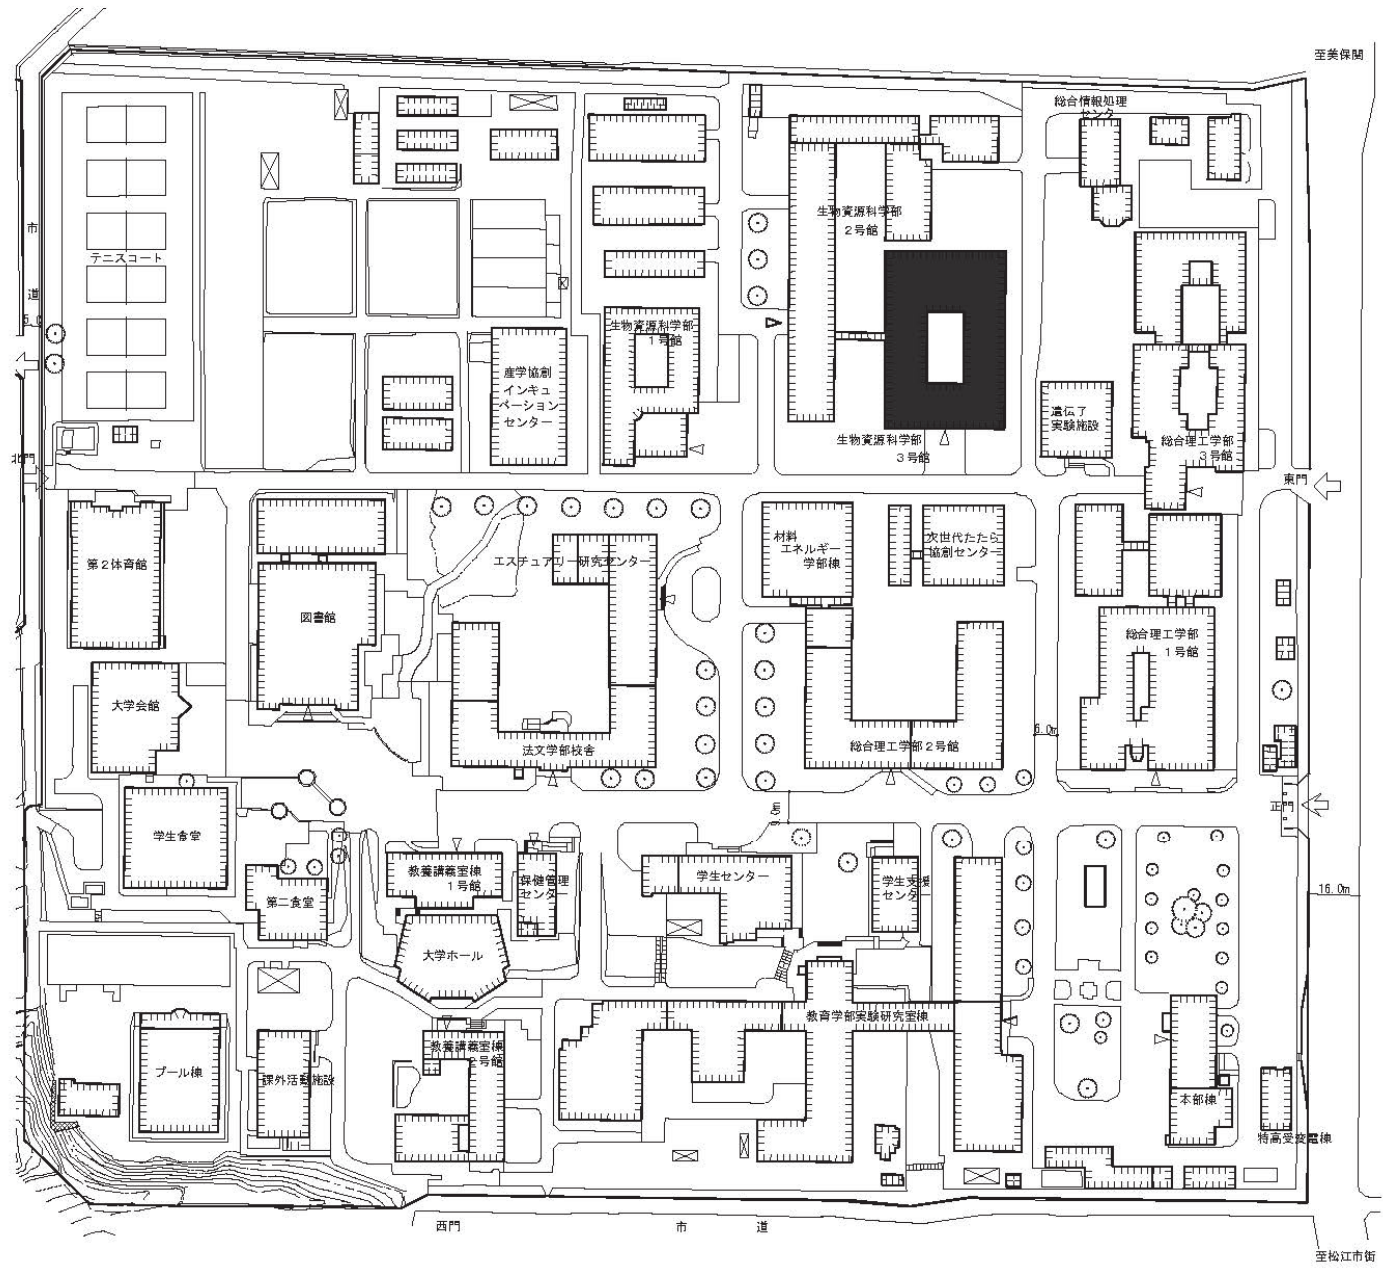 至美保関
総合情報処理
センタ
市
道
テニスコート
生物資源科学部
2号館
生物資源科学部
1号館
産学協創
インキュ
ベーション
センター
遺伝子
実験施設
生物資源科学部
3号館
総合理工学部
3号館
北門
東門
第2体育館
エスチュアリー研究センター
材料
エネルギー
学部棟
次世代たたら
協創センター
図書館
総合理工学部
1号館
大学会館
法文学部校舎
総合理工学部2号館
6.0m
正門
9.0m
学生食堂
教養講義室棟
1号館
保健管理
センター
学生センター
学生支援
センタ
16.0m
第二食堂
大学ホール
教育学部実験研究室棟
教養講義室棟
2号館
プール棟
課外活動施設
本部棟
特高受変電棟
西門
市
道
至松江市街